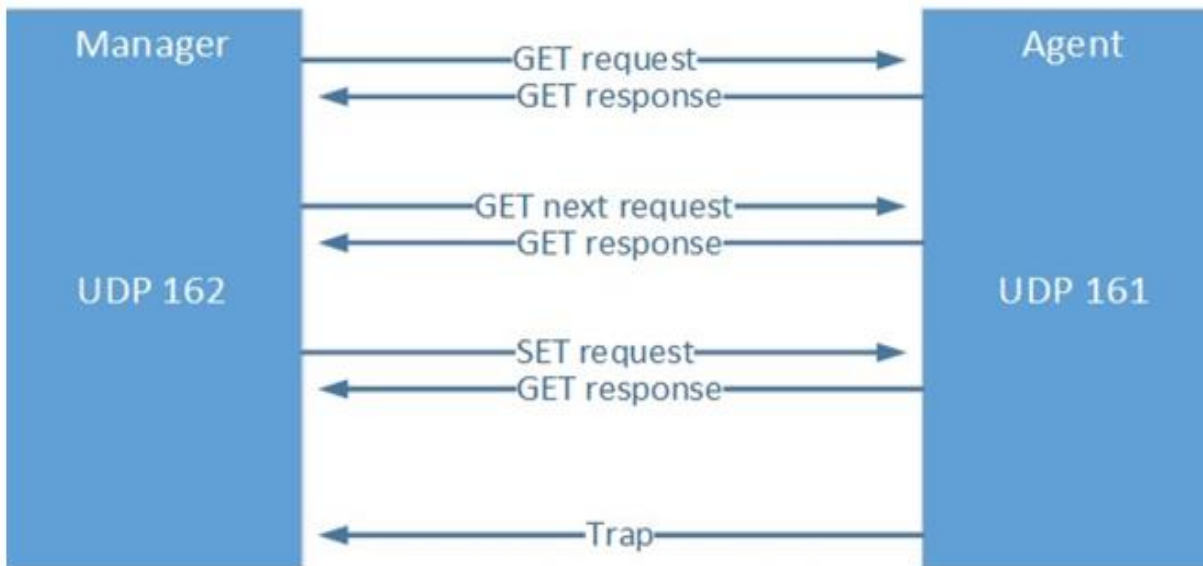 Manager
Agent
GET request
GET response
GET next request
GET response
UDP 162
UDP 161
SET request
GET response
Trap